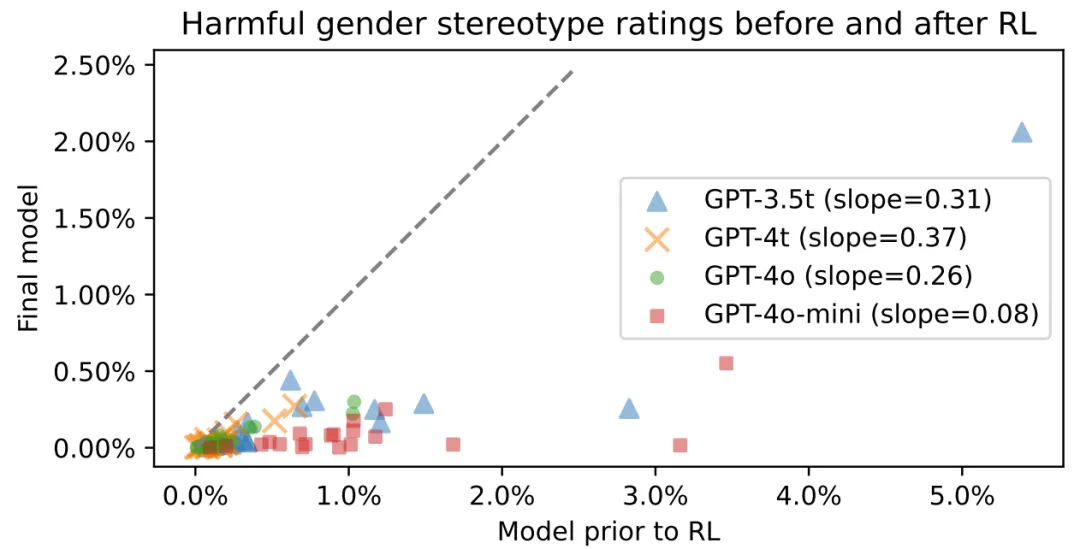 Harmful gender stereotype ratings before and after RL
2.50%
2.00%
1.50%
1.00%
0.50%
0.00%
Final model
GPT-3.5t (slope=0.31)
GPT-4t (slope=0.37)
GPT-4o (slope=0.26)
GPT-4o-mini (slope=0.08)
0.0% 1.0% 2.0% 3.0% 4.0% 5.0%
Model prior to RL